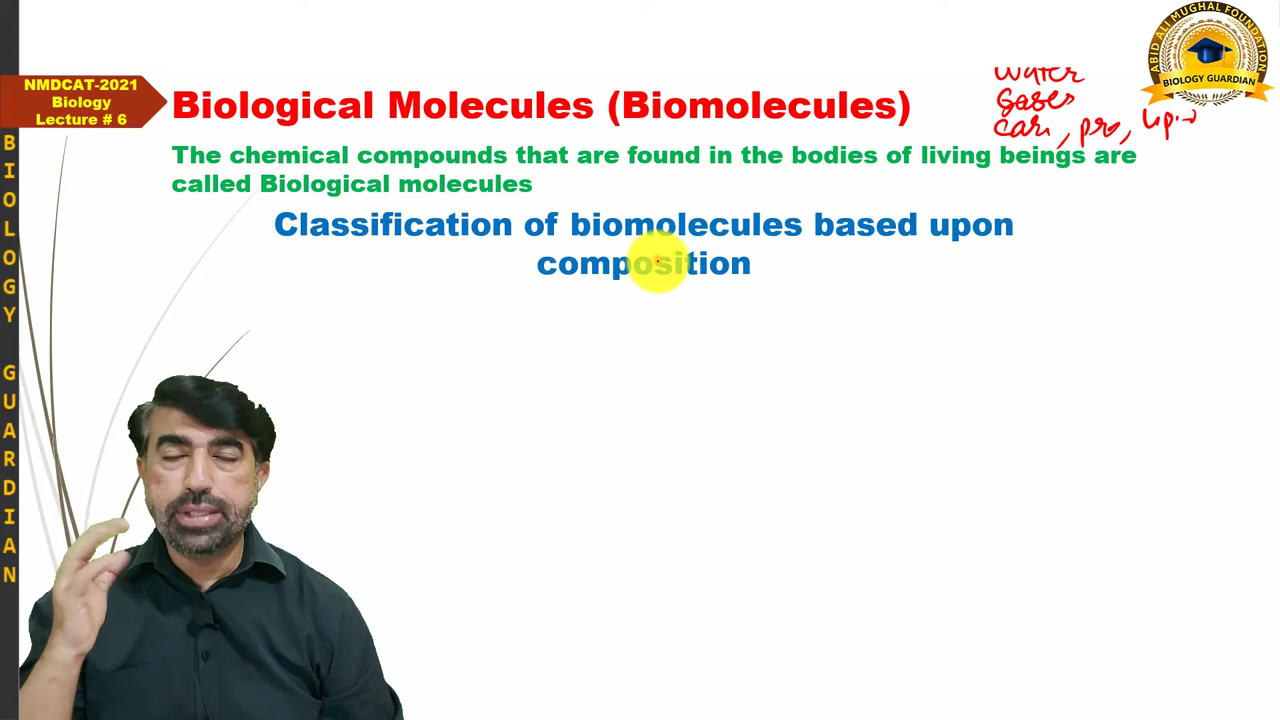 NMDCAT-2021
Biology
Lecture # 6
Biological Molecules (Biomolecules)
water
Gases
Car, pro, lip.
ABID ALI MUGHAL FOUNDATION
BIOLOGY GUARDIAN
The chemical compounds that are found in the bodies of living beings are
called Biological molecules
Classification of biomolecules based upon
composition
BIOLOGY GUARDIAN